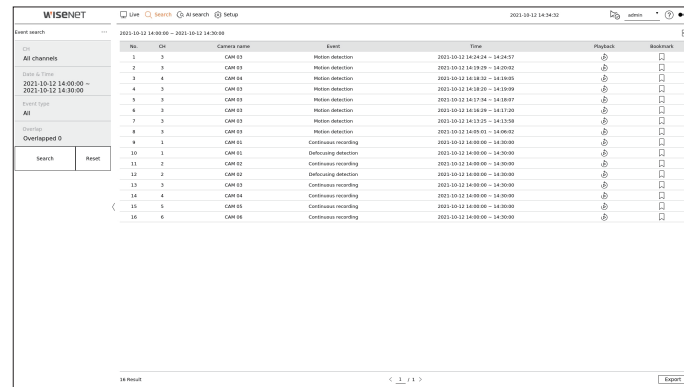 WISENET
Live Search AI search Setup 2021-10-12 14:34:32 admin
Event search
2021-10-12 14:00:00 ~ 2021-10-12 14:30:00
CH
All channels
Date & Time
2021-10-12 14:00:00 ~
2021-10-12 14:30:00
Event type
All
Overlap
Overlapped 0
Search Reset
No. CH Camera name Event Time Playback Bookmark
1 3 CAM 03 Motion detection 2021-10-12 14:24:24 ~ 14:24:57
2 3 CAM 03 Motion detection 2021-10-12 14:19:29 ~ 14:20:02
3 4 CAM 04 Motion detection 2021-10-12 14:18:32 ~ 14:19:05
4 3 CAM 03 Motion detection 2021-10-12 14:18:20 ~ 14:19:09
5 3 CAM 03 Motion detection 2021-10-12 14:17:34 ~ 14:18:07
6 3 CAM 03 Motion detection 2021-10-12 14:16:29 ~ 14:17:20
7 3 CAM 03 Motion detection 2021-10-12 14:13:25 ~ 14:13:58
8 3 CAM 03 Motion detection 2021-10-12 14:05:01 ~ 14:06:02
9 1 CAM 01 Continuous recording 2021-10-12 14:00:00 ~ 14:30:00
10 1 CAM 01 Defocusing detection 2021-10-12 14:00:00 ~ 14:30:00
11 2 CAM 02 Continuous recording 2021-10-12 14:00:00 ~ 14:30:00
12 2 CAM 02 Defocusing detection 2021-10-12 14:00:00 ~ 14:30:00
13 3 CAM 03 Continuous recording 2021-10-12 14:00:00 ~ 14:30:00
14 4 CAM 04 Continuous recording 2021-10-12 14:00:00 ~ 14:30:00
15 5 CAM 05 Continuous recording 2021-10-12 14:00:00 ~ 14:30:00
16 6 CAM 06 Continuous recording 2021-10-12 14:00:00 ~ 14:30:00
16 Result < 1 / 1 > Export